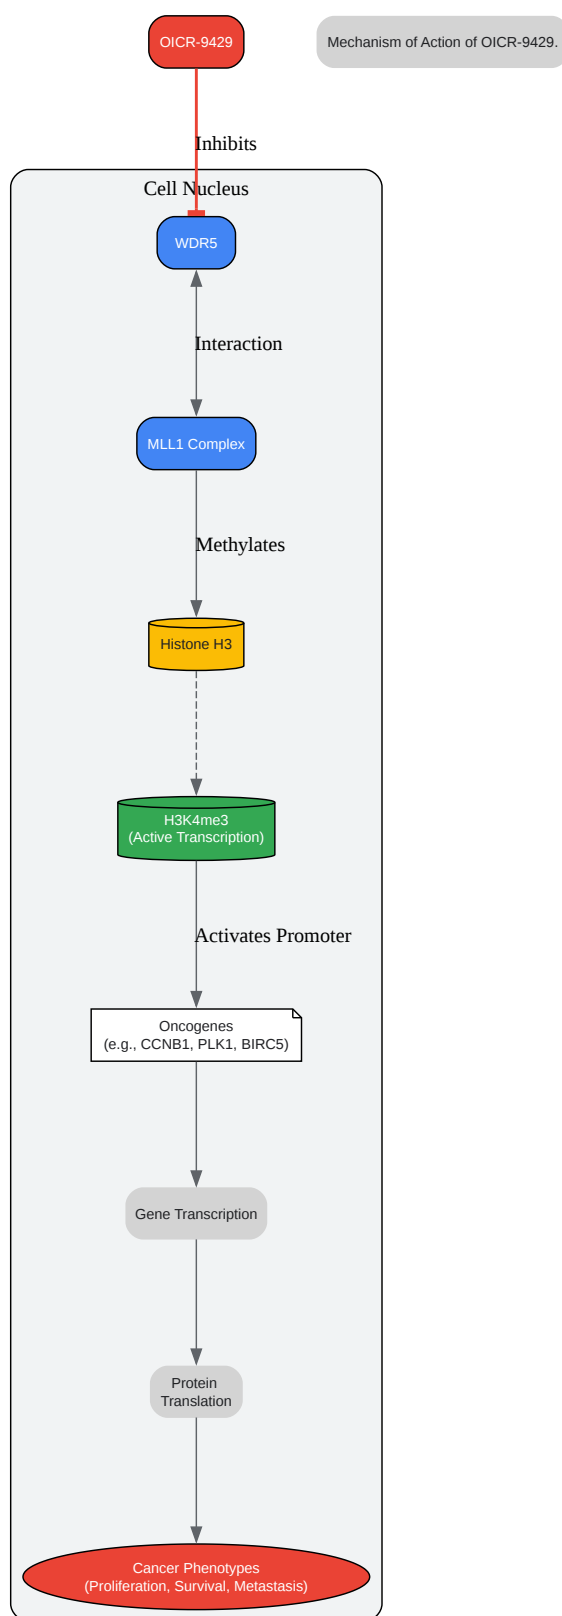 OICR-9429
Mechanism of Action of OICR-9429.
Inhibits
Cell Nucleus
WDR5
Interaction
MLL1 Complex
Methylates
Histone H3
H3K4me3
(Active Transcription)
Activates Promoter
Oncogenes
(e.g., CCNB1, PLK1, BIRC5)
Gene Transcription
Protein
Translation
Cancer Phenotypes
(Proliferation, Survival, Metastasis)